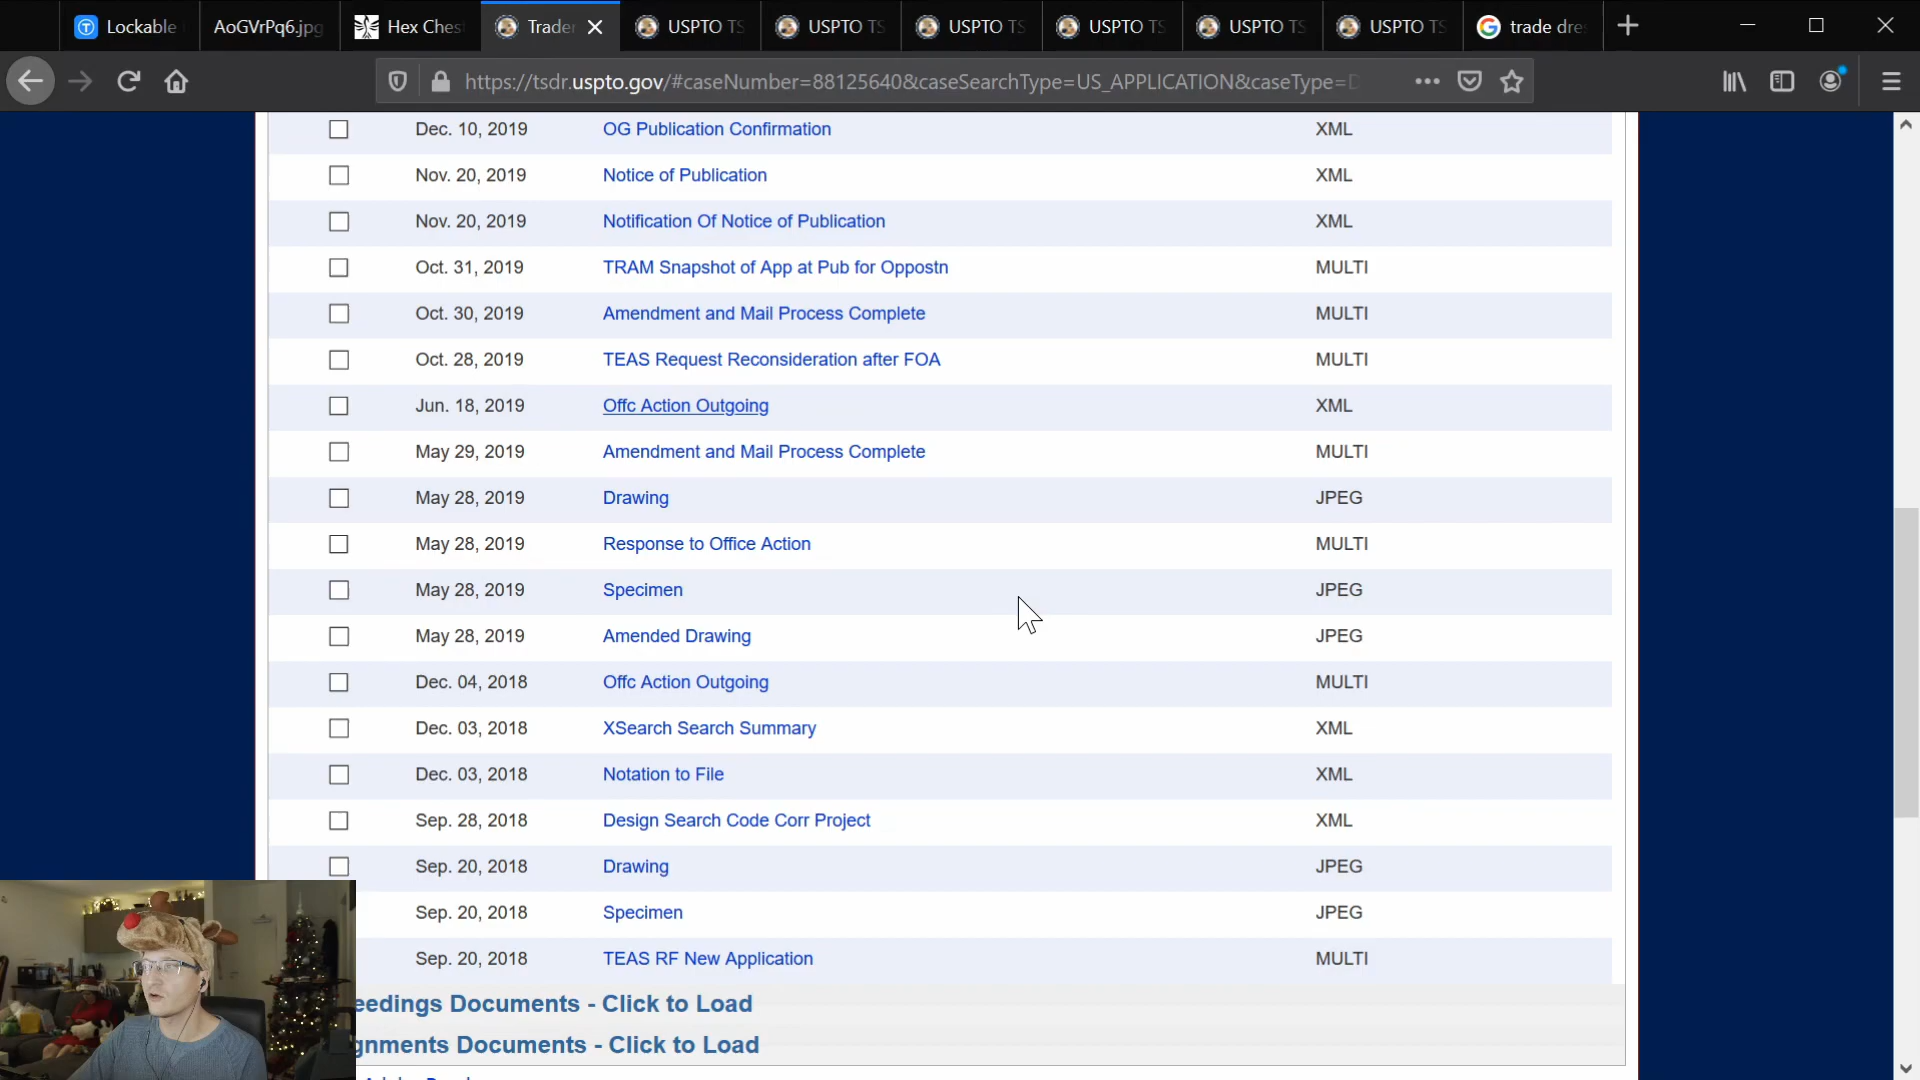 Lockable
AoGVrPq6.jpg
Hex Ches
Trader
USPTO TS
USPTO TS
USPTO TS
USPTO TS
USPTO TS
USPTO TS
trade dre
https://tsdr.uspto.gov/#caseNumber=88125640&caseSearchType=US_APPLICATION&caseType=D
Dec. 10, 2019 OG Publication Confirmation XML
Nov. 20, 2019 Notice of Publication XML
Nov. 20, 2019 Notification Of Notice of Publication XML
Oct. 31, 2019 TRAM Snapshot of App at Pub for Oppostn MULTI
Oct. 30, 2019 Amendment and Mail Process Complete MULTI
Oct. 28, 2019 TEAS Request Reconsideration after FOA MULTI
Jun. 18, 2019 Offc Action Outgoing XML
May 29, 2019 Amendment and Mail Process Complete MULTI
May 28, 2019 Drawing JPEG
May 28, 2019 Response to Office Action MULTI
May 28, 2019 Specimen JPEG
May 28, 2019 Amended Drawing JPEG
Dec. 04, 2018 Offc Action Outgoing MULTI
Dec. 03, 2018 XSearch Search Summary XML
Dec. 03, 2018 Notation to File XML
Sep. 28, 2018 Design Search Code Corr Project XML
Sep. 20, 2018 Drawing JPEG
Sep. 20, 2018 Specimen JPEG
Sep. 20, 2018 TEAS RF New Application MULTI
eedings Documents - Click to Load
gnments Documents - Click to Load